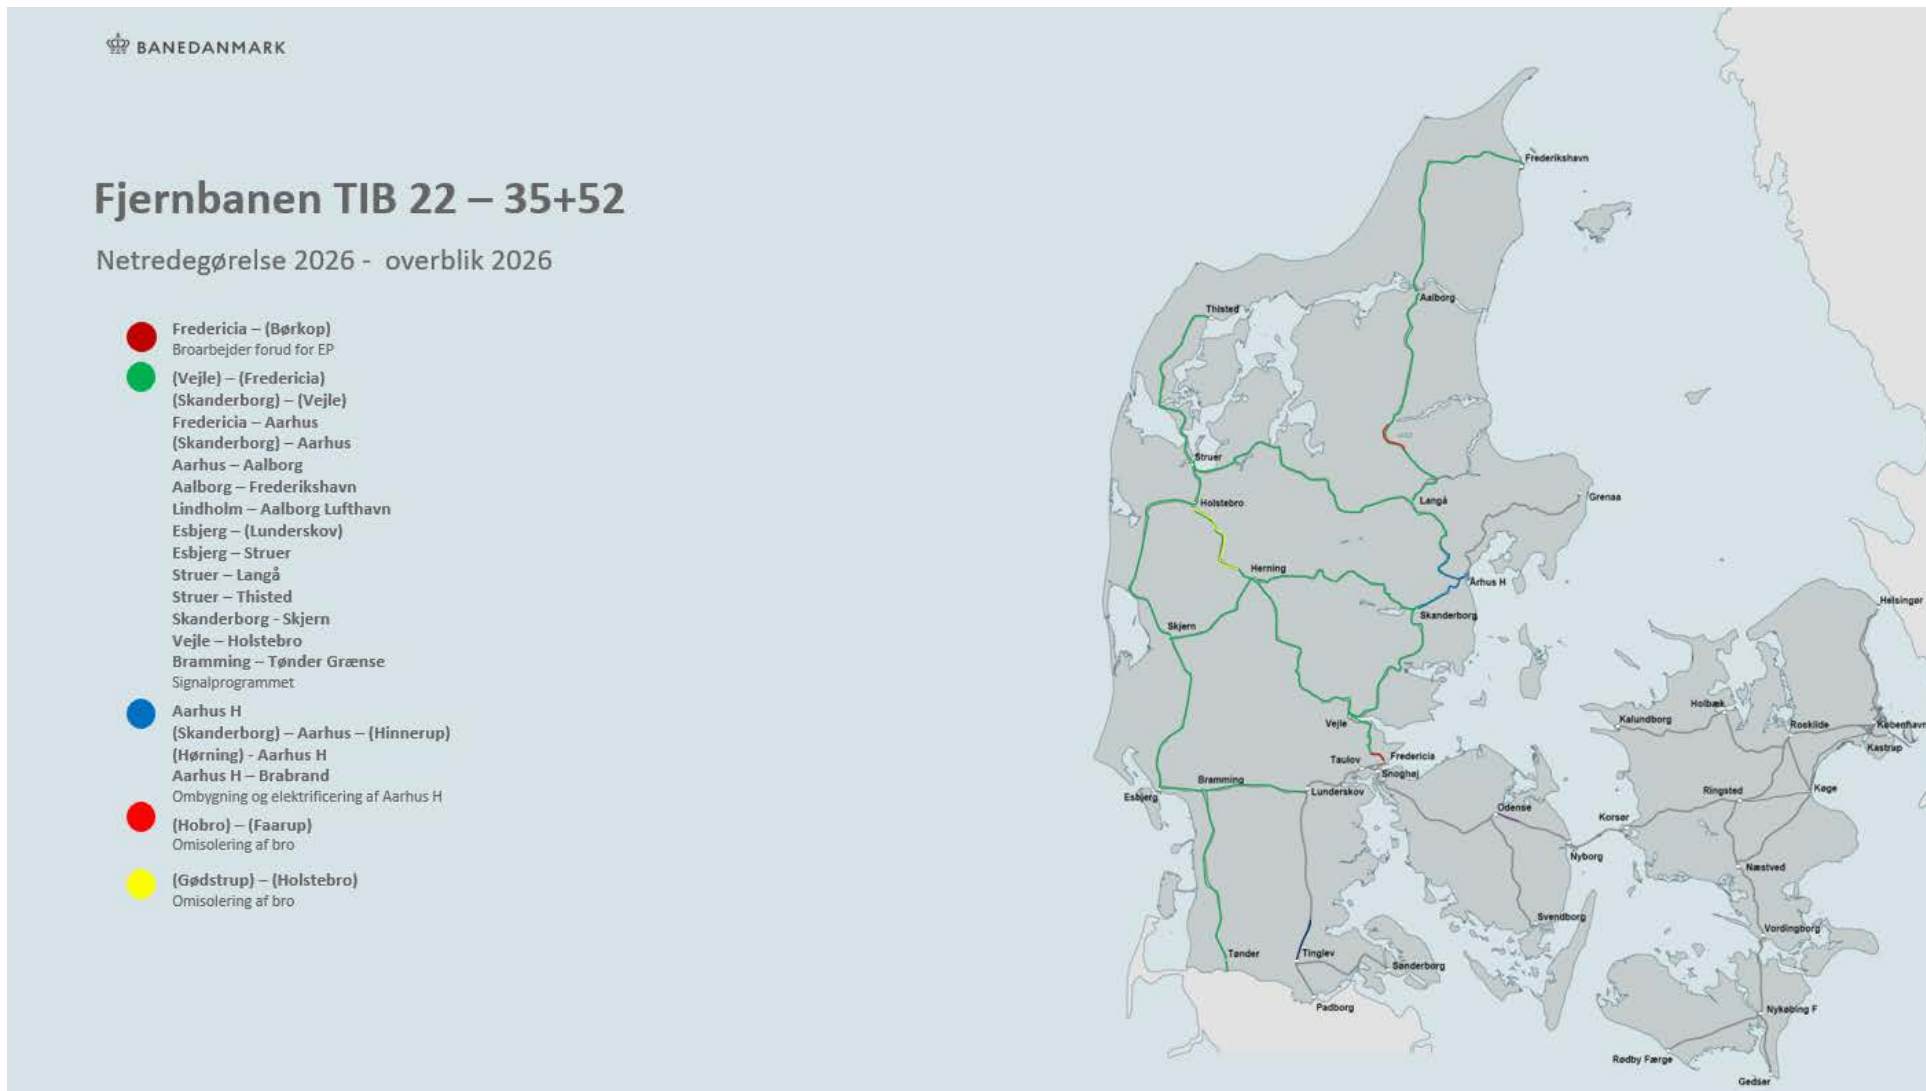 BANEDANMARK
Fjernbanen TIB 22 – 35+52
Netredegørelse 2026 - overblik 2026
Fredericia – (Børkop)
Broarbejder forud for EP
(Vejle) – (Fredericia)
(Skanderborg) – (Vejle)
Fredericia – Aarhus
(Skanderborg) – Aarhus
Aarhus – Aalborg
Aalborg – Frederikshavn
Lindholm – Aalborg Lufthavn
Esbjerg – (Lunderskov)
Esbjerg – Struer
Struer – Langå
Struer – Thisted
Skanderborg - Skjern
Vejle – Holstebro
Bramming – Tønder Grænse
Signalprogrammet
Aarhus H
(Skanderborg) – Aarhus – (Hinnerup)
(Hørning) - Aarhus H
Aarhus H – Brabrand
Ombygning og elektrificering af Aarhus H
(Hobro) – (Faarup)
Omisolering af bro
(Gødstrup) – (Holstebro)
Omisolering af bro
Frederikshavn
Aalborg
Thisted
Struer
Holstebro
Langå
Grenaa
Herning
Århus H
Skanderborg
Skjern
Helsingør
Vejle
Holbæk
Kalundborg
Roskilde
København
Kastrup
Taulov
Fredericia
Snoghøj
Bramming
Esbjerg
Lunderskov
Odense
Korsør
Ringsted
Køge
Nyborg
Næstved
Svendborg
Vordingborg
Tønder
Tinglev
Sønderborg
Padborg
Nykøbing F
Rødby Færge
Gedser